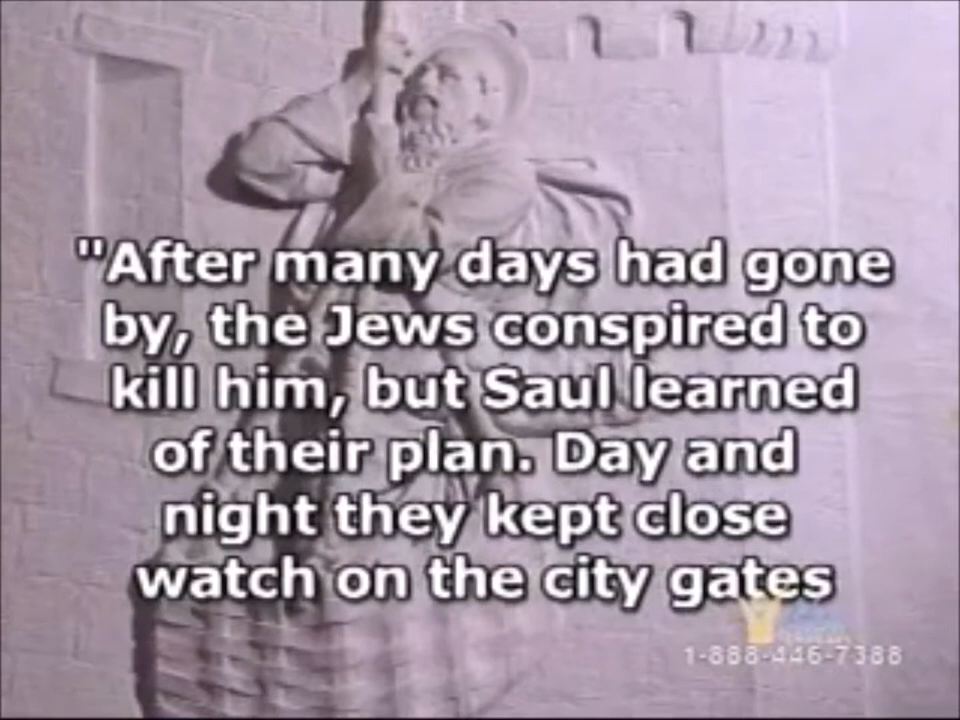 "After many days had gone
by, the Jews conspired to
kill him, but Saul learned
of their plan. Day and
night they kept close
watch on the city gates
1-888-446-7388